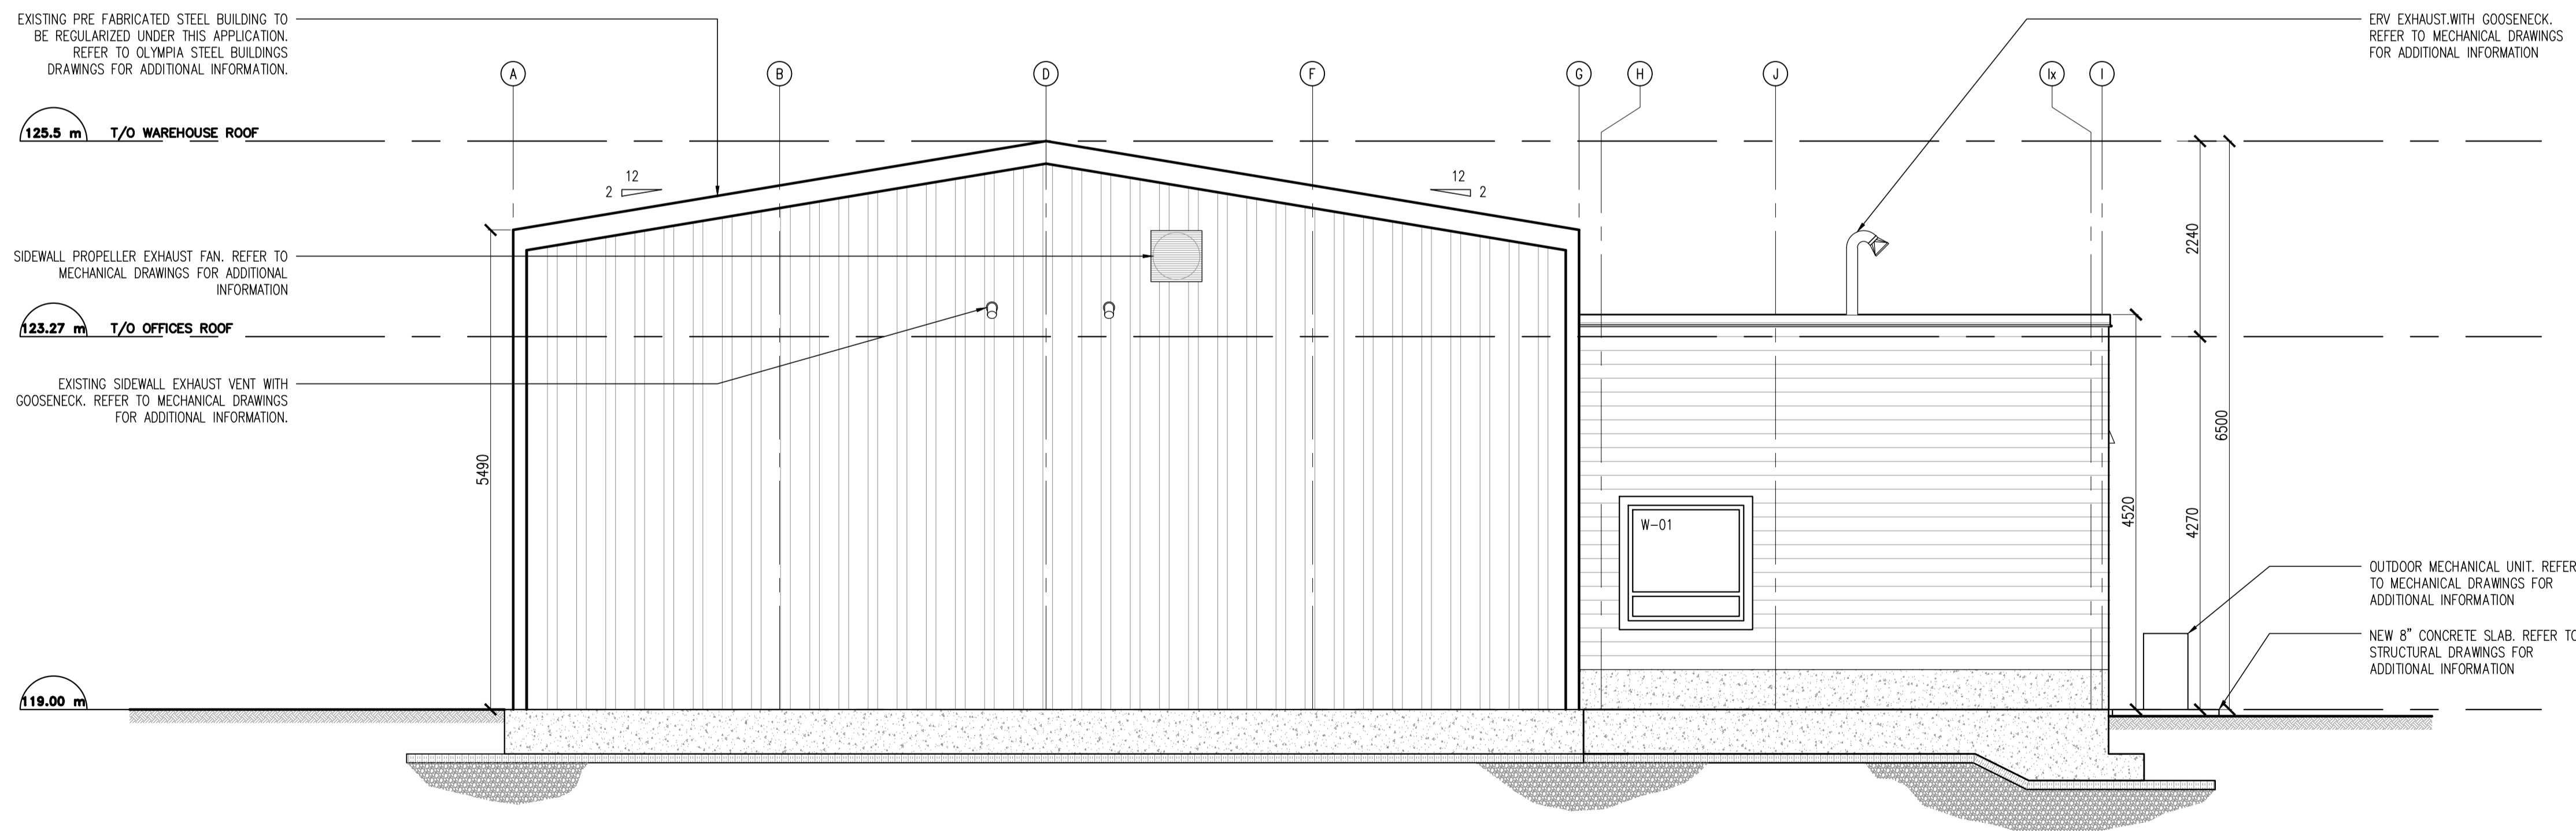 EXISTING PRE FABRICATED STEEL BUILDING TO
BE REGULARIZED UNDER THIS APPLICATION.
REFER TO OLYMPIA STEEL BUILDINGS
DRAWINGS FOR ADDITIONAL INFORMATION.
ERV EXHAUST.WITH GOOSENECK.
REFER TO MECHANICAL DRAWINGS
FOR ADDITIONAL INFORMATION
A
B
D
F
G
H
J
Ix
I
125.5 m T/O WAREHOUSE ROOF
12
2
12
2
2240
SIDEWALL PROPELLER EXHAUST FAN. REFER TO
MECHANICAL DRAWINGS FOR ADDITIONAL
INFORMATION
123.27 m T/O OFFICES ROOF
EXISTING SIDEWALL EXHAUST VENT WITH
GOOSENECK. REFER TO MECHANICAL DRAWINGS
FOR ADDITIONAL INFORMATION.
5490
6500
4520
4270
W-01
OUTDOOR MECHANICAL UNIT. REFER
TO MECHANICAL DRAWINGS FOR
ADDITIONAL INFORMATION
NEW 8" CONCRETE SLAB. REFER TO
STRUCTURAL DRAWINGS FOR
ADDITIONAL INFORMATION
119.00 m